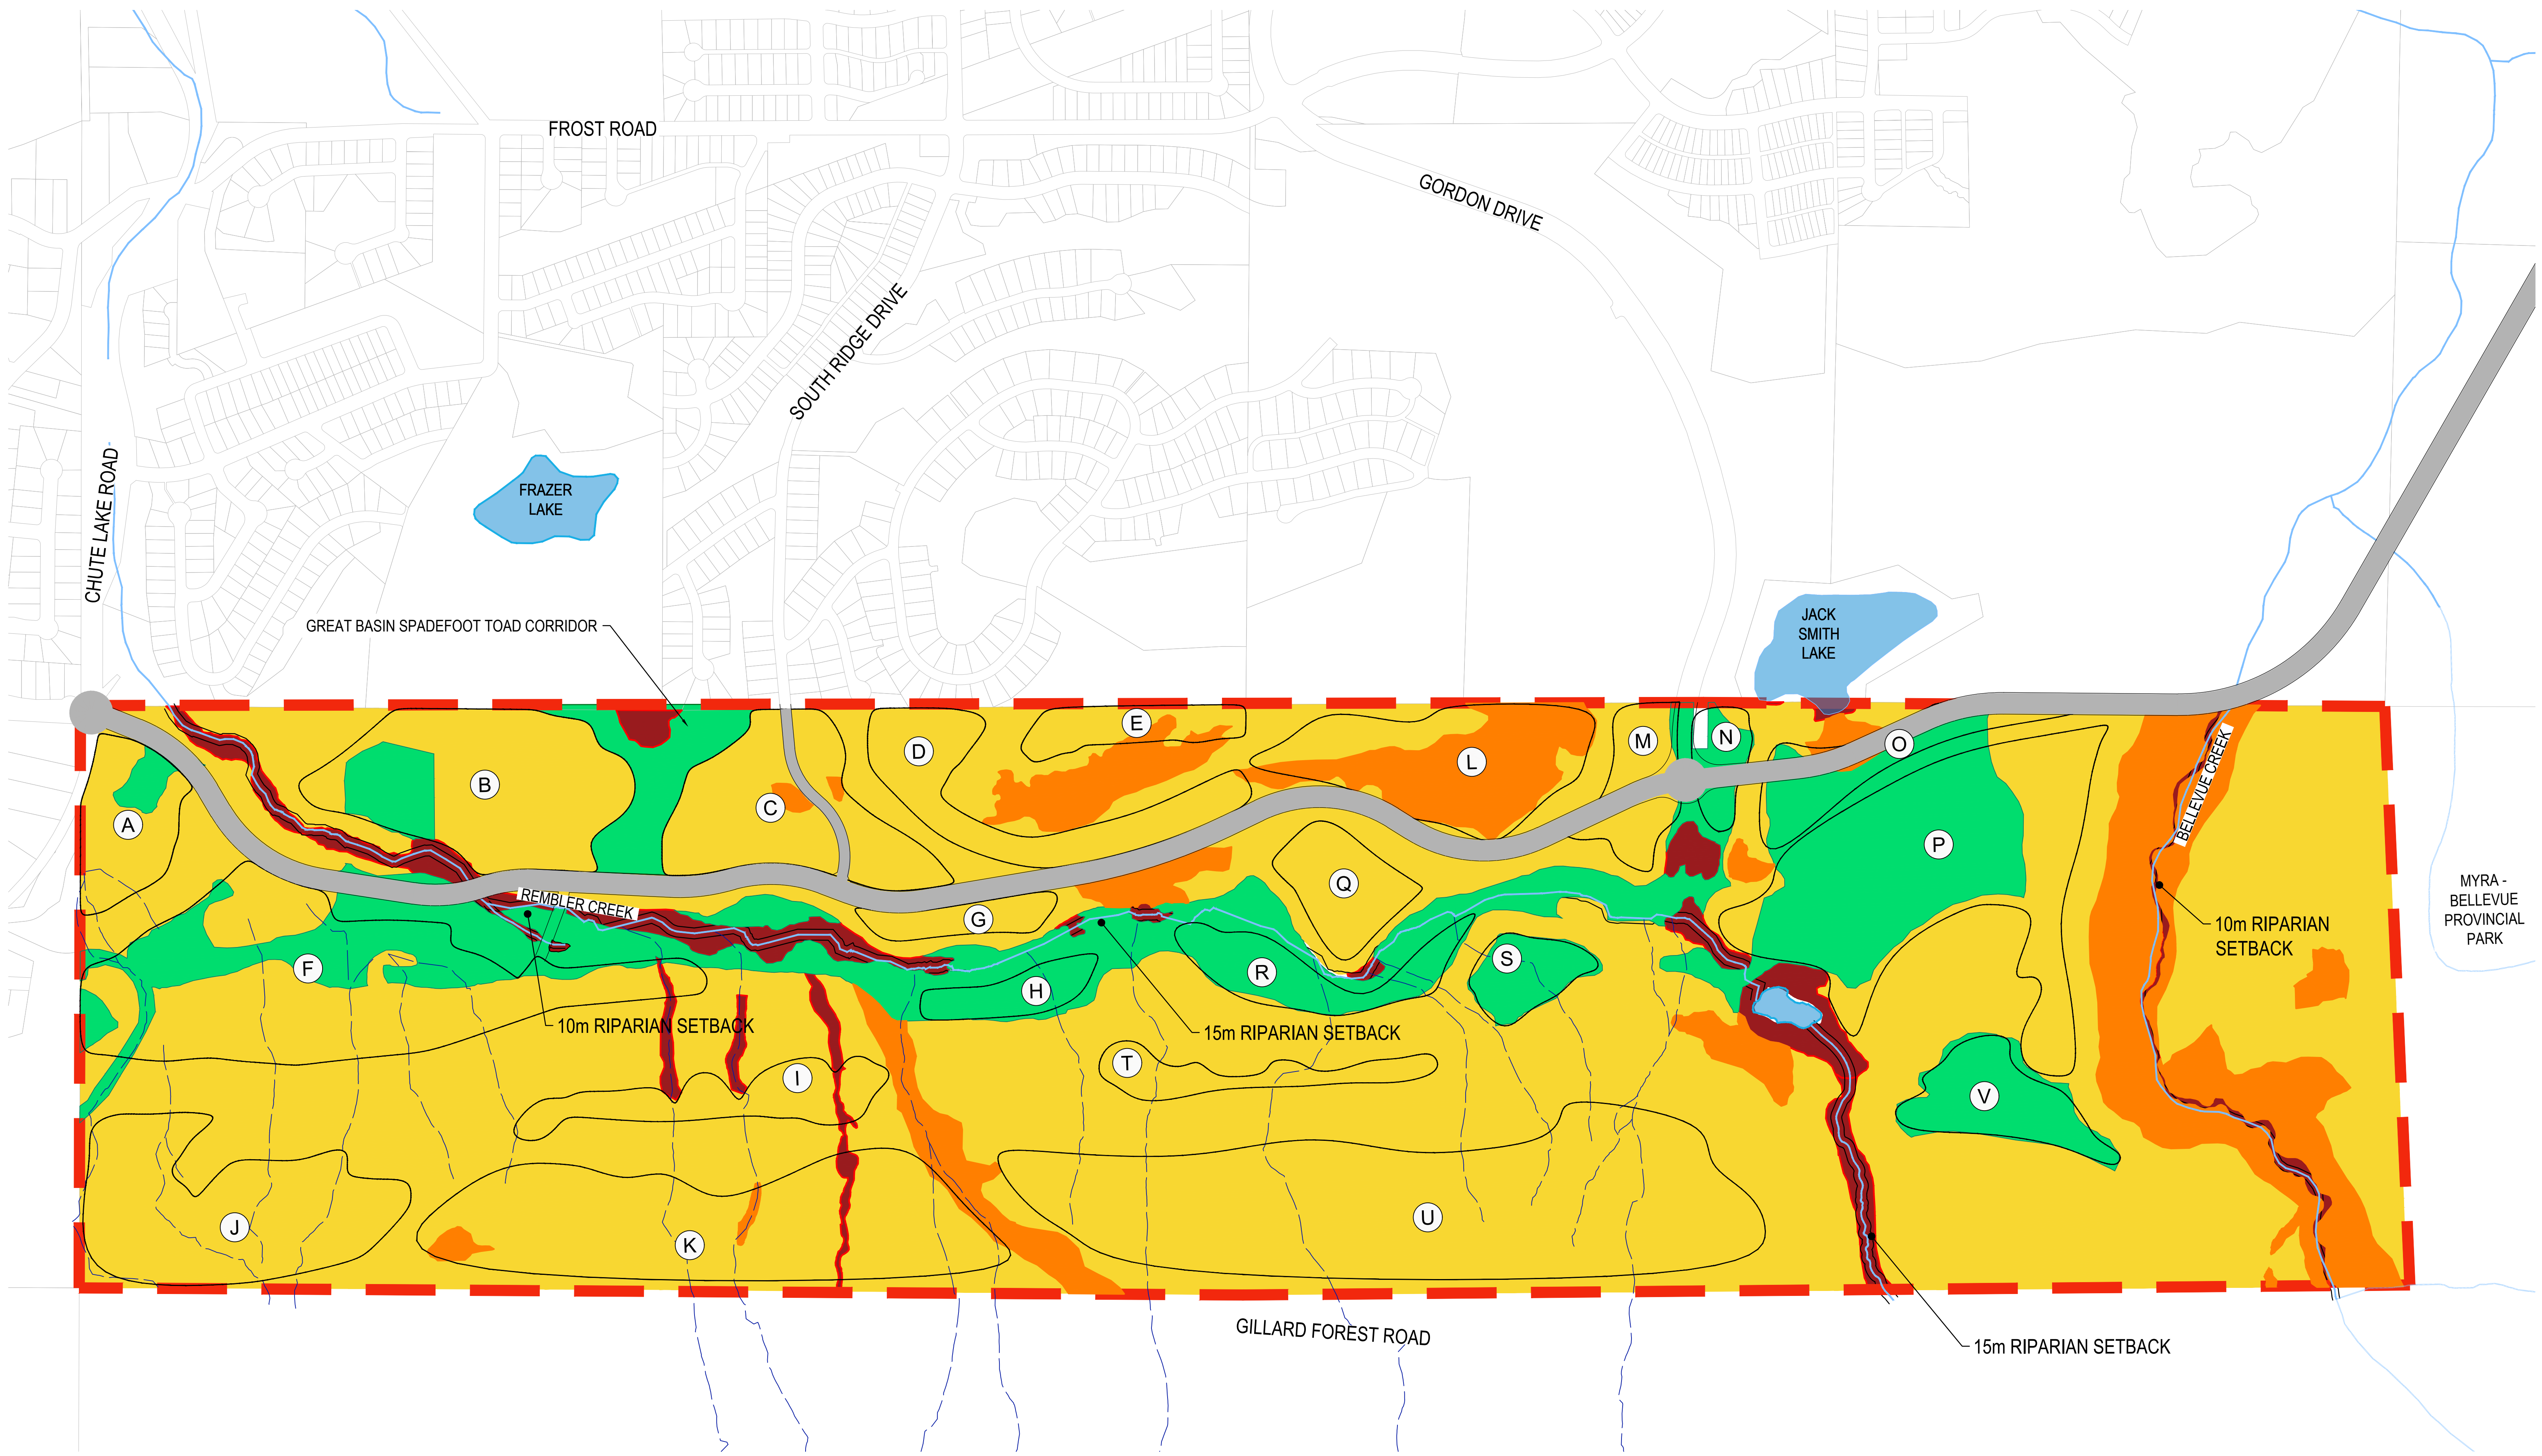 FROST ROAD
GORDON DRIVE
SOUTH RIDGE DRIVE
CHUTE LAKE ROAD
FRAZER
LAKE
GREAT BASIN SPADEFOOT TOAD CORRIDOR
JACK
SMITH
LAKE
E
N
M
O
D
L
B
C
A
BELLEVUE CREEK
P
Q
MYRA -
BELLEVUE
PROVINCIAL
PARK
REMBLER CREEK
G
10m RIPARIAN
SETBACK
F
R
S
H
10m RIPARIAN SETBACK
15m RIPARIAN SETBACK
T
I
V
J
K
U
GILLARD FOREST ROAD
15m RIPARIAN SETBACK